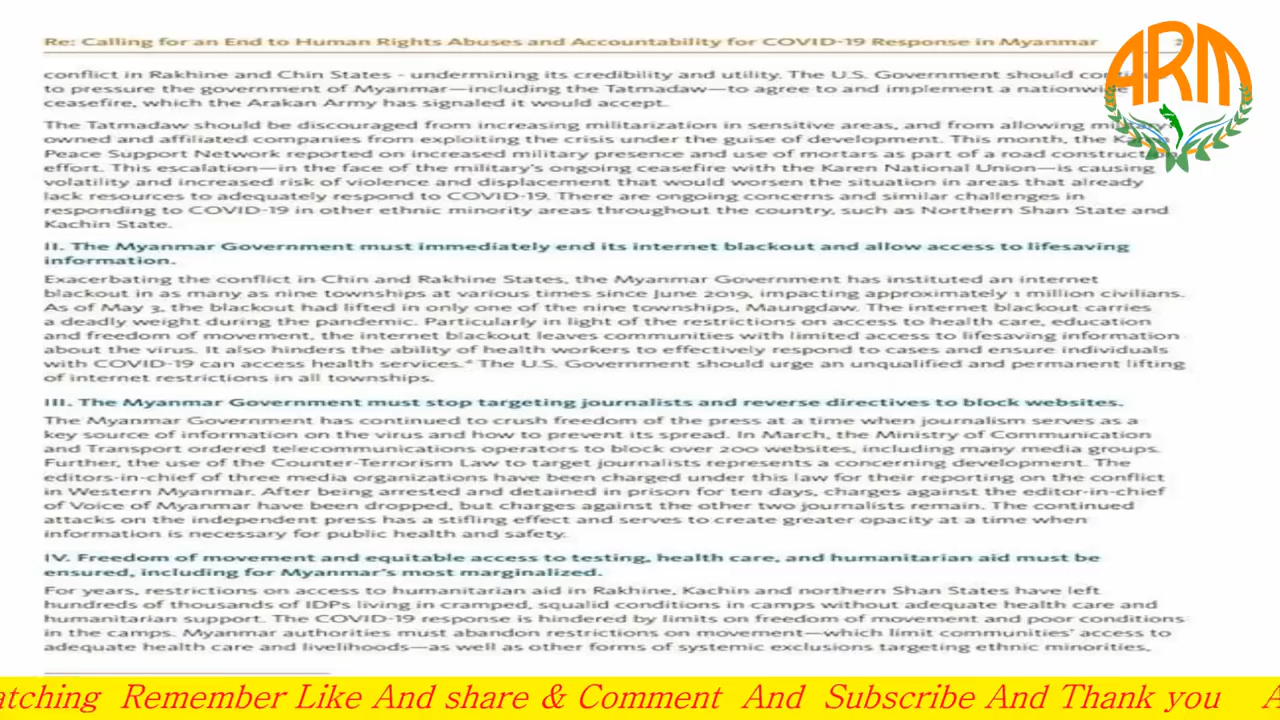 Re: Calling for an End to Human Rights Abuses and Accountability for COVID-19 Response in Myanmar
ARM
conflict in Rakhine and Chin States - undermining its credibility and utility. The U.S. Government should
to pressure the government of Myanmar—including the Tatmadaw—to agree to and implement a nationwide
ceasefire, which the Arakan Army has signaled it would accept.
The Tatmadaw should be discouraged from increasing militarization in sensitive areas, and from allowing
owned and affiliated companies from exploiting the crisis under the guise of development. This month, the
Peace Support Network reported on increased military presence and use of mortars as part of a road
effort. This escalation—in the face of the military's ongoing ceasefire with the Karen National Union—is causing
volatility and increased risk of violence and displacement that would worsen the situation in areas that already
lack resources to adequately respond to COVID-19. There are ongoing concerns and similar challenges in
responding to COVID-19 in other ethnic minority areas throughout the country, such as Northern Shan State and
Kachin State.
II. The Myanmar Government must immediately end its internet blackout and allow access to lifesaving
information.
Exacerbating the conflict in Chin and Rakhine States, the Myanmar Government has instituted an internet
blackout in as many as nine townships at various times since June 2019, impacting approximately 1 million civilians.
As of May 3, the blackout had lifted in only one of the nine townships, Maungdaw. The internet blackout carries
a deadly weight during the pandemic. Particularly in light of the restrictions on access to health care, education
and freedom of movement, the internet blackout leaves communities with limited access to lifesaving information
about the virus. It also hinders the ability of health workers to effectively respond to cases and ensure individuals
with COVID-19 can access health services. The U.S. Government should urge an unqualified and permanent lifting
of internet restrictions in all townships.
III. The Myanmar Government must stop targeting journalists and reverse directives to block websites.
The Myanmar Government has continued to crush freedom of the press at a time when journalism serves as a
key source of information on the virus and how to prevent its spread. In March, the Ministry of Communication
and Transport ordered telecommunications operators to block over 200 websites, including many media groups.
Further, the use of the Counter-Terrorism Law to target journalists represents a concerning development. The
editors-in-chief of three media organizations have been charged under this law for their reporting on the conflict
in Western Myanmar. After being arrested and detained in prison for ten days, charges against the editor-in-chief
of Voice of Myanmar have been dropped, but charges against the other two journalists remain. The continued
attacks on the independent press has a stifling effect and serves to create greater opacity at a time when
information is necessary for public health and safety.
IV. Freedom of movement and equitable access to testing, health care, and humanitarian aid must be
ensured, including for Myanmar's most marginalized.
For years, restrictions on access to humanitarian aid in Rakhine, Kachin and northern Shan States have left
hundreds of thousands of IDPs living in cramped, squalid conditions in camps without adequate health care and
humanitarian support. The COVID-19 response is hindered by limits on freedom of movement and poor conditions
in the camps. Myanmar authorities must abandon restrictions on movement—which limit communities' access to
adequate health care and livelihoods—as well as other forms of systemic exclusions targeting ethnic minorities,
atching Remember Like And share & Comment And Subscribe And Thank you A